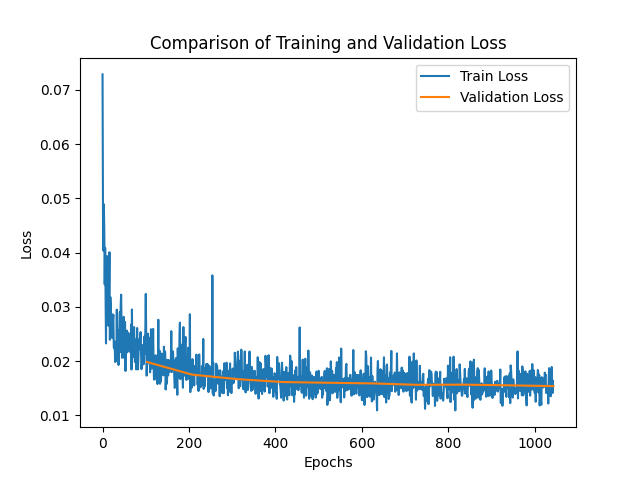 Comparison of Training and Validation Loss
Train Loss
Validation Loss
0.07
0.06
0.05
0.04
0.03
0.02
0.01
Loss
0
200
400
600
800
1000
Epochs